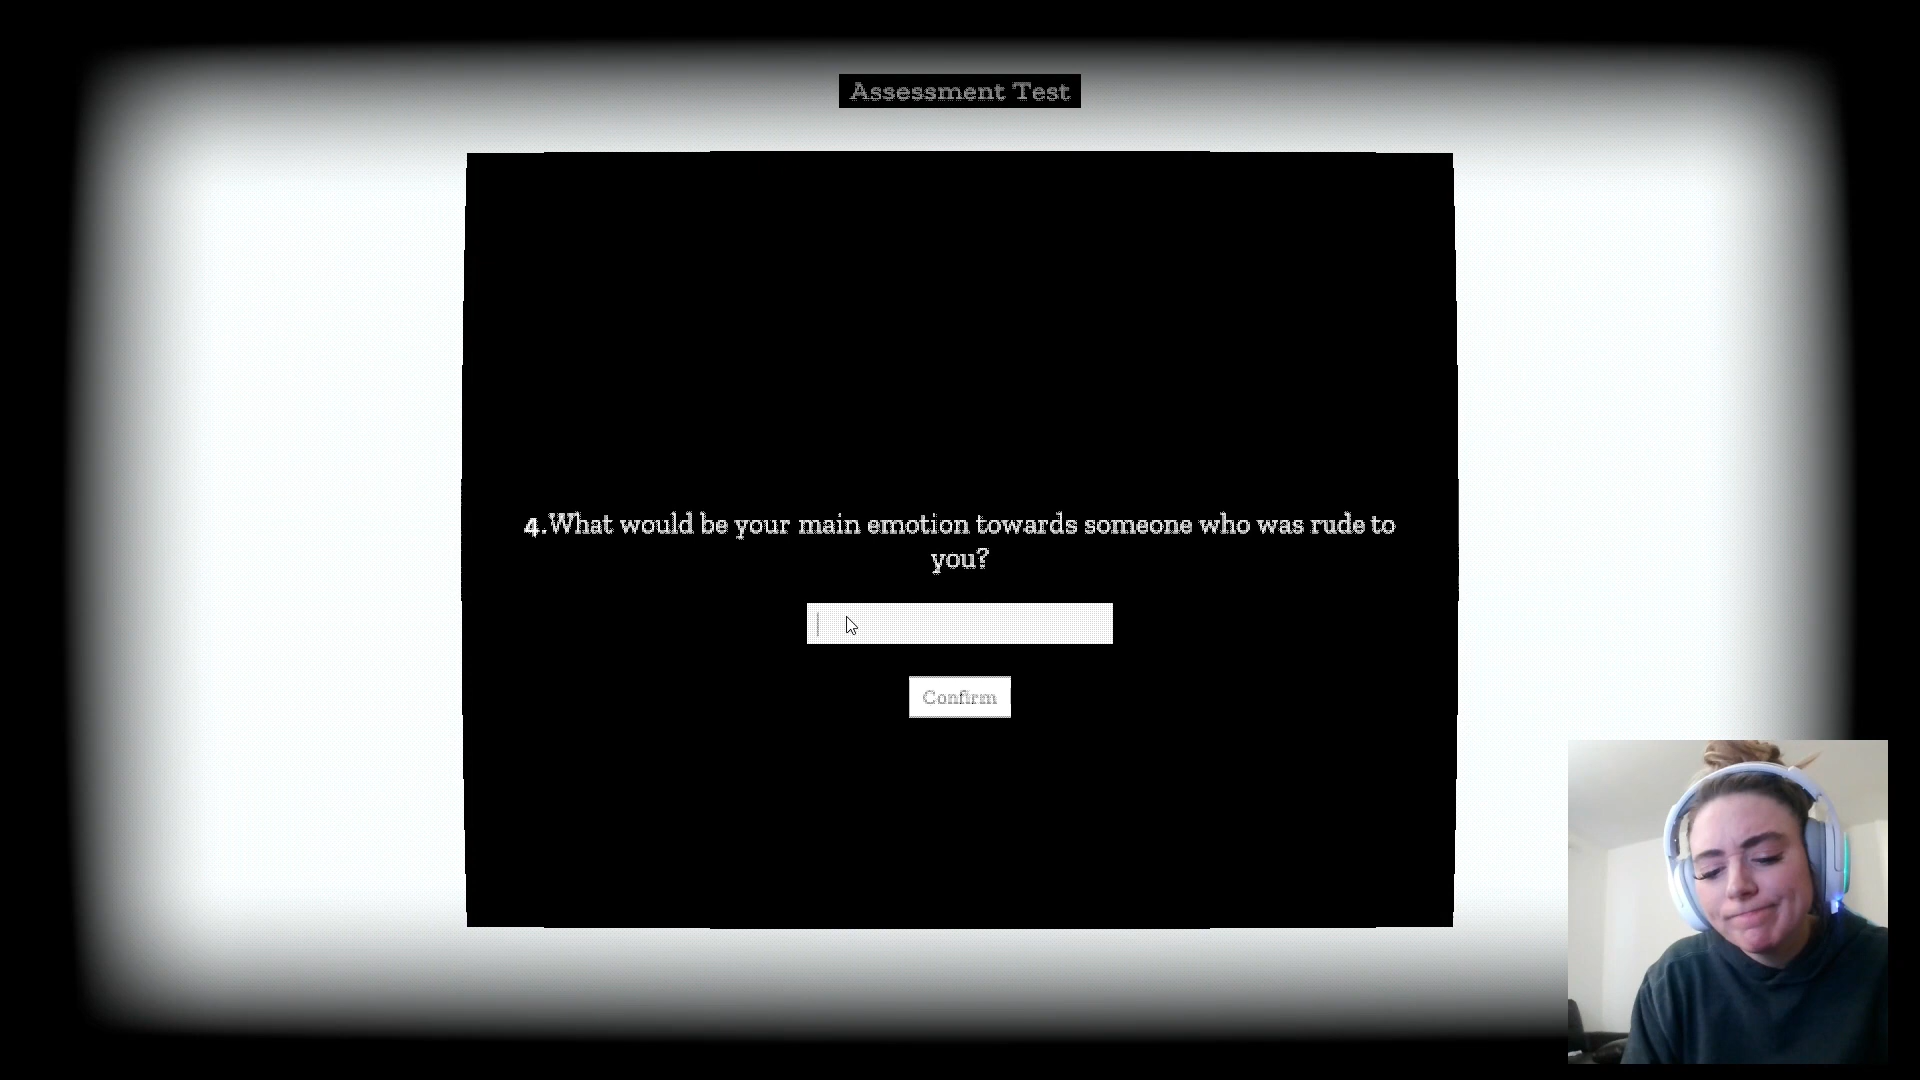 Assessment Test
4.What would be your main emotion towards someone who was rude to
you?
Confirm